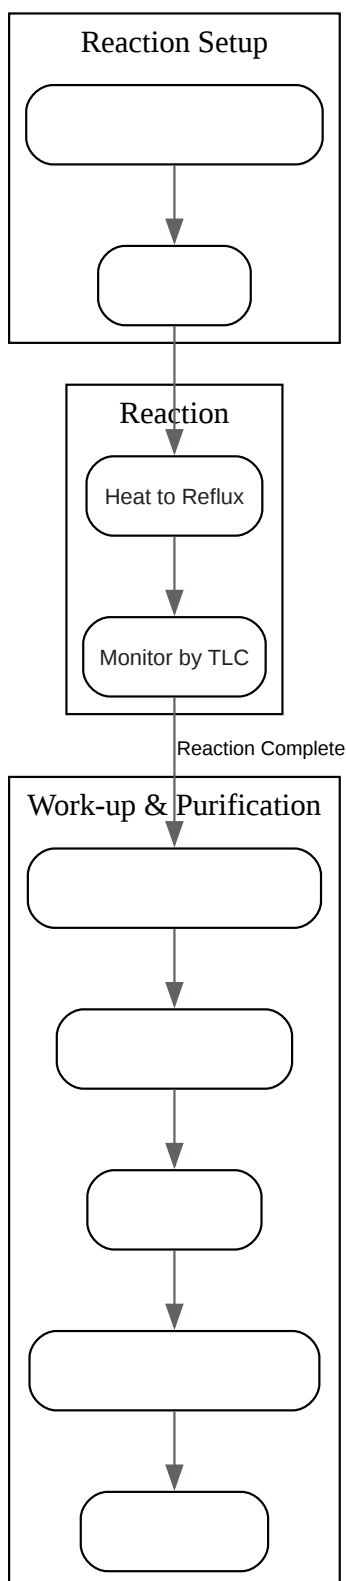 Reaction Setup
Reaction
Heat to Reflux
Monitor by TLC
Reaction Complete
Work-up & Purification